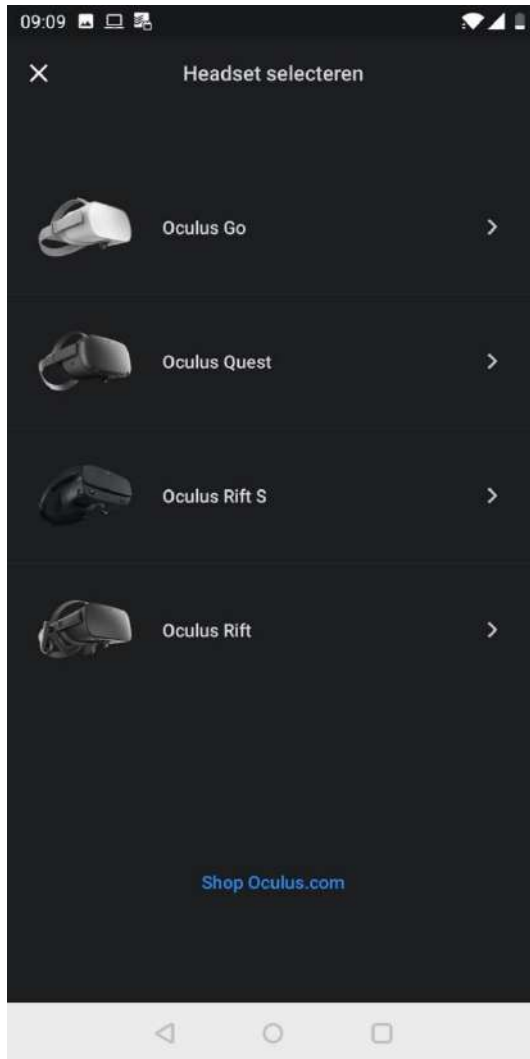 09:09
Headset selecteren
Oculus Go
Oculus Quest
Oculus Rift S
Oculus Rift
Shop Oculus.com